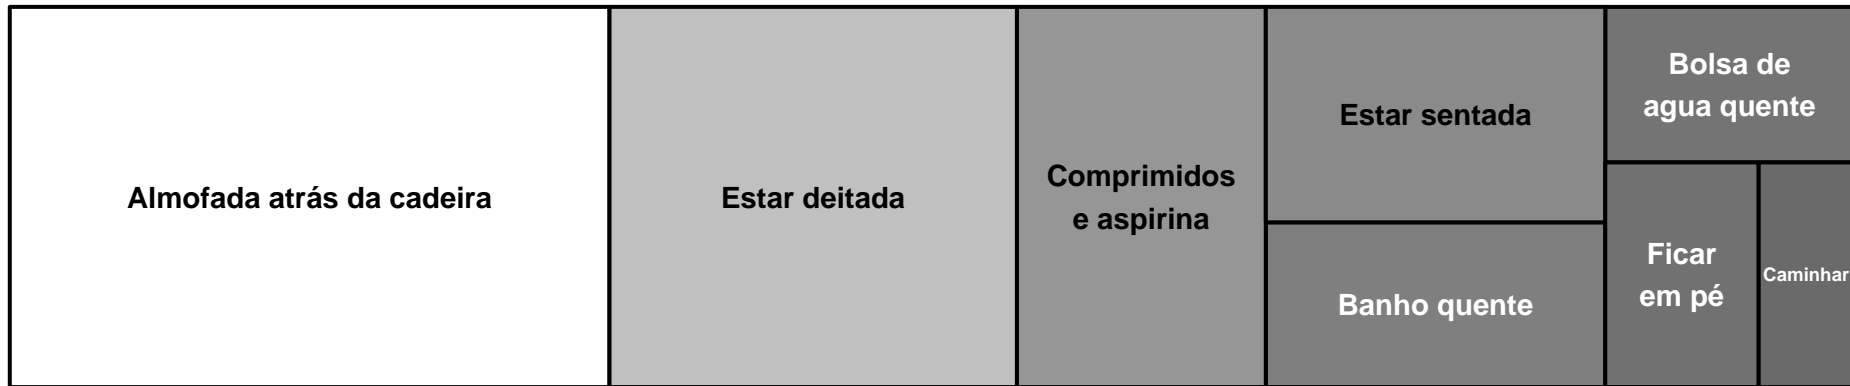 Almofada atrás da cadeira
Estar deitada
Comprimidos
e aspirina
Estar sentada
Banho quente
Bolsa de
agua quente
Ficar
em pé
Caminhar